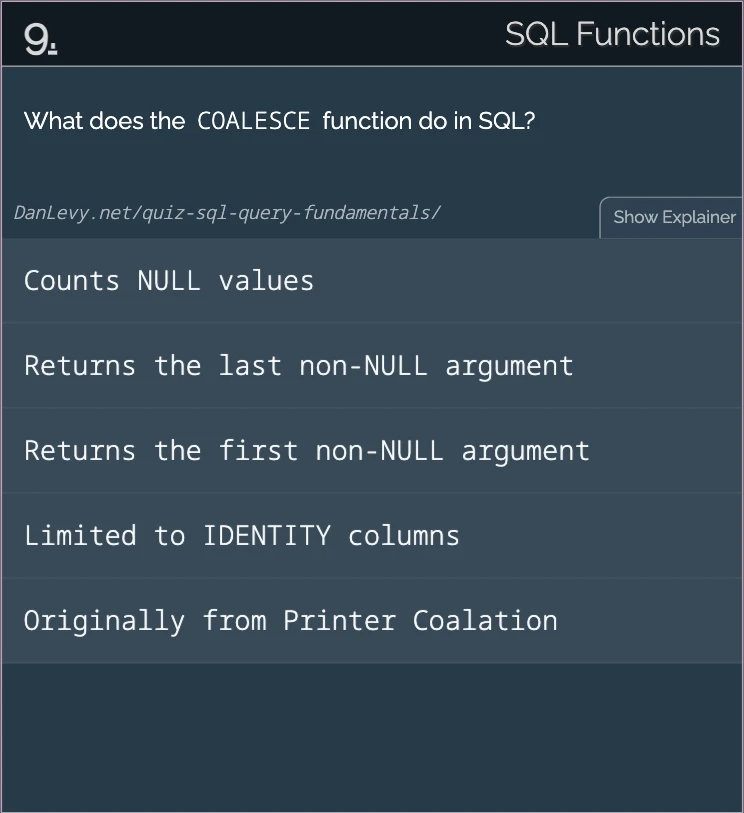 9.
SQL Functions
What does the COALESCE function do in SQL?
DanLevy.net/quiz-sql-query-fundamentals/
Show Explainer
Counts NULL values
Returns the last non-NULL argument
Returns the first non-NULL argument
Limited to IDENTITY columns
Originally from Printer Coalation